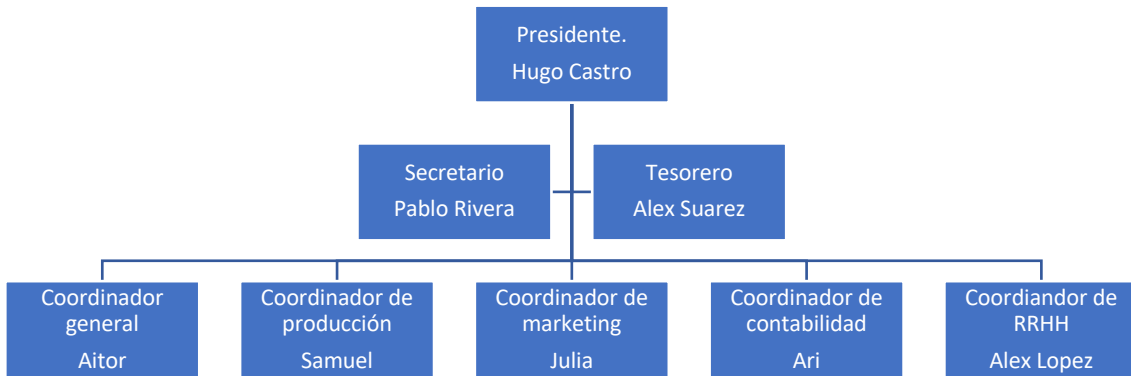 Presidente.
Hugo Castro
Secretario
Pablo Rivera
Tesorero
Alex Suarez
Coordinador
general
Aitor
Coordinador de
producción
Samuel
Coordinador de
marketing
Julia
Coordinador de
contabilidad
Ari
Coordiandor de
RRHH
Alex Lopez